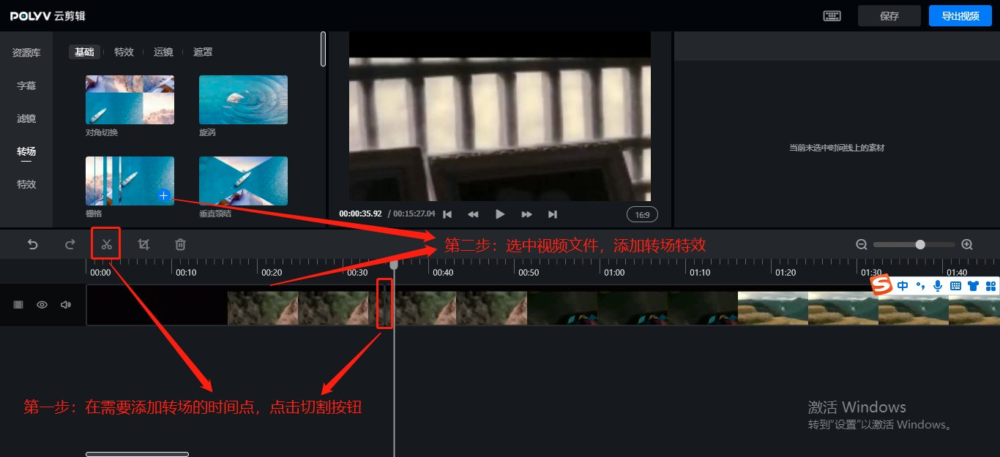 POLYV 云剪辑
保存
导出视频
资源库
字幕
滤镜
转场
特效
基础
特效
运镜
遮罩
对角切换
旋涡
栅格
垂直领结
00:00:35.92 / 00:15:27.04
16:9
当前未选中时间线上的素材
第二步：选中视频文件，添加转场特效
00:00
00:10
00:20
00:30
00:40
00:50
01:00
01:10
01:20
01:30
01:40
S 中
第一步：在需要添加转场的时间点，点击切割按钮
激活 Windows
转到"设置"以激活 Windows。